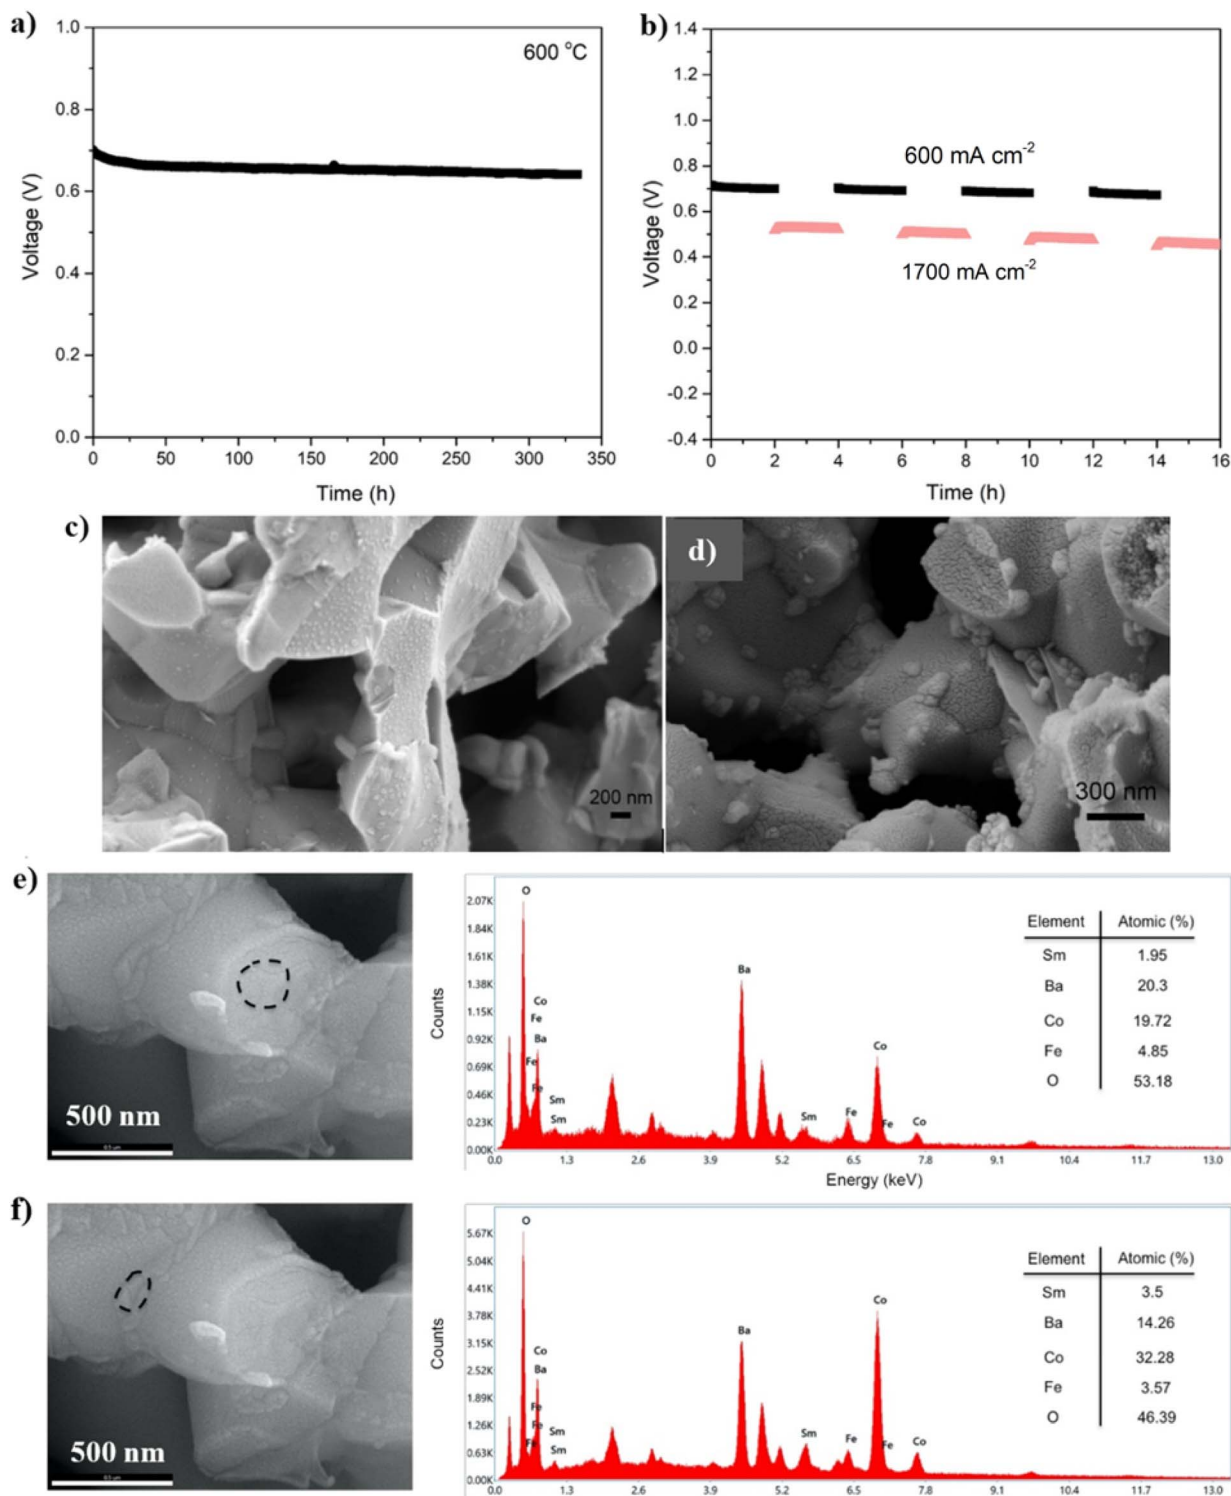 a)
1.0
0.8
0.6
0.4
0.2
0.0
600 °C
Voltage (V)
0 50 100 150 200 250 300 350
Time (h)
b)
1.4
1.2
1.0
0.8
0.6
0.4
0.2
0.0
-0.2
-0.4
600 mA cm-2
1700 mA cm-2
Voltage (V)
0 2 4 6 8 10 12 14 16
Time (h)
c)
200 nm
d)
300 nm
e)
500 nm
2.07K
1.84K
1.61K
1.38K
1.15K
0.92K
0.69K
0.46K
0.23K
0.00K
Counts
O
Co
Fe
Ba
Fe
Fe
Sm
Sm
Ba
Sm
Fe
Co
Fe
Co
0.0 1.3 2.6 3.9 5.2 6.5 7.8 9.1 10.4 11.7 13.0
Energy (keV)
Element Atomic (%)
Sm 1.95
Ba 20.3
Co 19.72
Fe 4.85
O 53.18
f)
500 nm
5.67K
5.04K
4.41K
3.78K
3.15K
2.52K
1.89K
1.26K
0.63K
0.00K
Counts
O
Co
Ba
Fe
Fe
Fe
Sm
Sm
Ba
Sm
Fe
Co
Fe
Co
0.0 1.3 2.6 3.9 5.2 6.5 7.8 9.1 10.4 11.7 13.0
Element Atomic (%)
Sm 3.5
Ba 14.26
Co 32.28
Fe 3.57
O 46.39